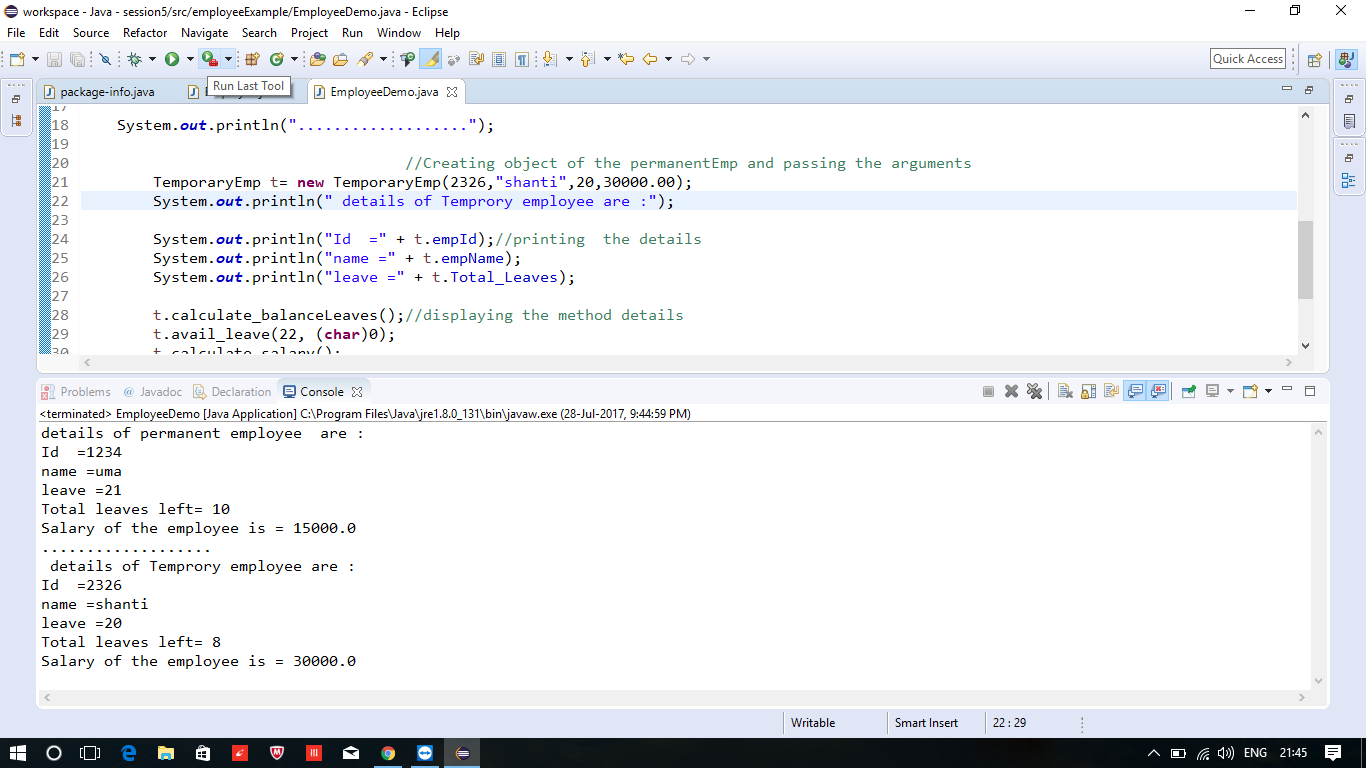 workspace - Java - session5/src/employeeExample/EmployeeDemo.java - Eclipse
File Edit Source Refactor Navigate Search Project Run Window Help
Quick Access
Run Last Tool
package-info.java
EmployeeDemo.java
17
18 System.out.println("...................");
19
20 //Creating object of the permanentEmp and passing the arguments
21 TemporaryEmp t= new TemporaryEmp(2326,"shanti",20,30000.00);
22 System.out.println(" details of Temprory employee are :");
23
24 System.out.println("Id  =" + t.empId);//printing  the details
25 System.out.println("name =" + t.empName);
26 System.out.println("leave =" + t.Total_Leaves);
27
28 t.calculate_balanceLeaves();//displaying the method details
29 t.avail_leave(22, (char)0);
30 t.calculate_salary();
Problems @ Javadoc Declaration Console
<terminated> EmployeeDemo [Java Application] C:\Program Files\Java\jre1.8.0_131\bin\javaw.exe (28-Jul-2017, 9:44:59 PM)
details of permanent employee  are :
Id  =1234
name =uma
leave =21
Total leaves left= 10
Salary of the employee is = 15000.0
...................
 details of Temprory employee are :
Id  =2326
name =shanti
leave =20
Total leaves left= 8
Salary of the employee is = 30000.0
Writable Smart Insert 22 : 29
ENG 21:45